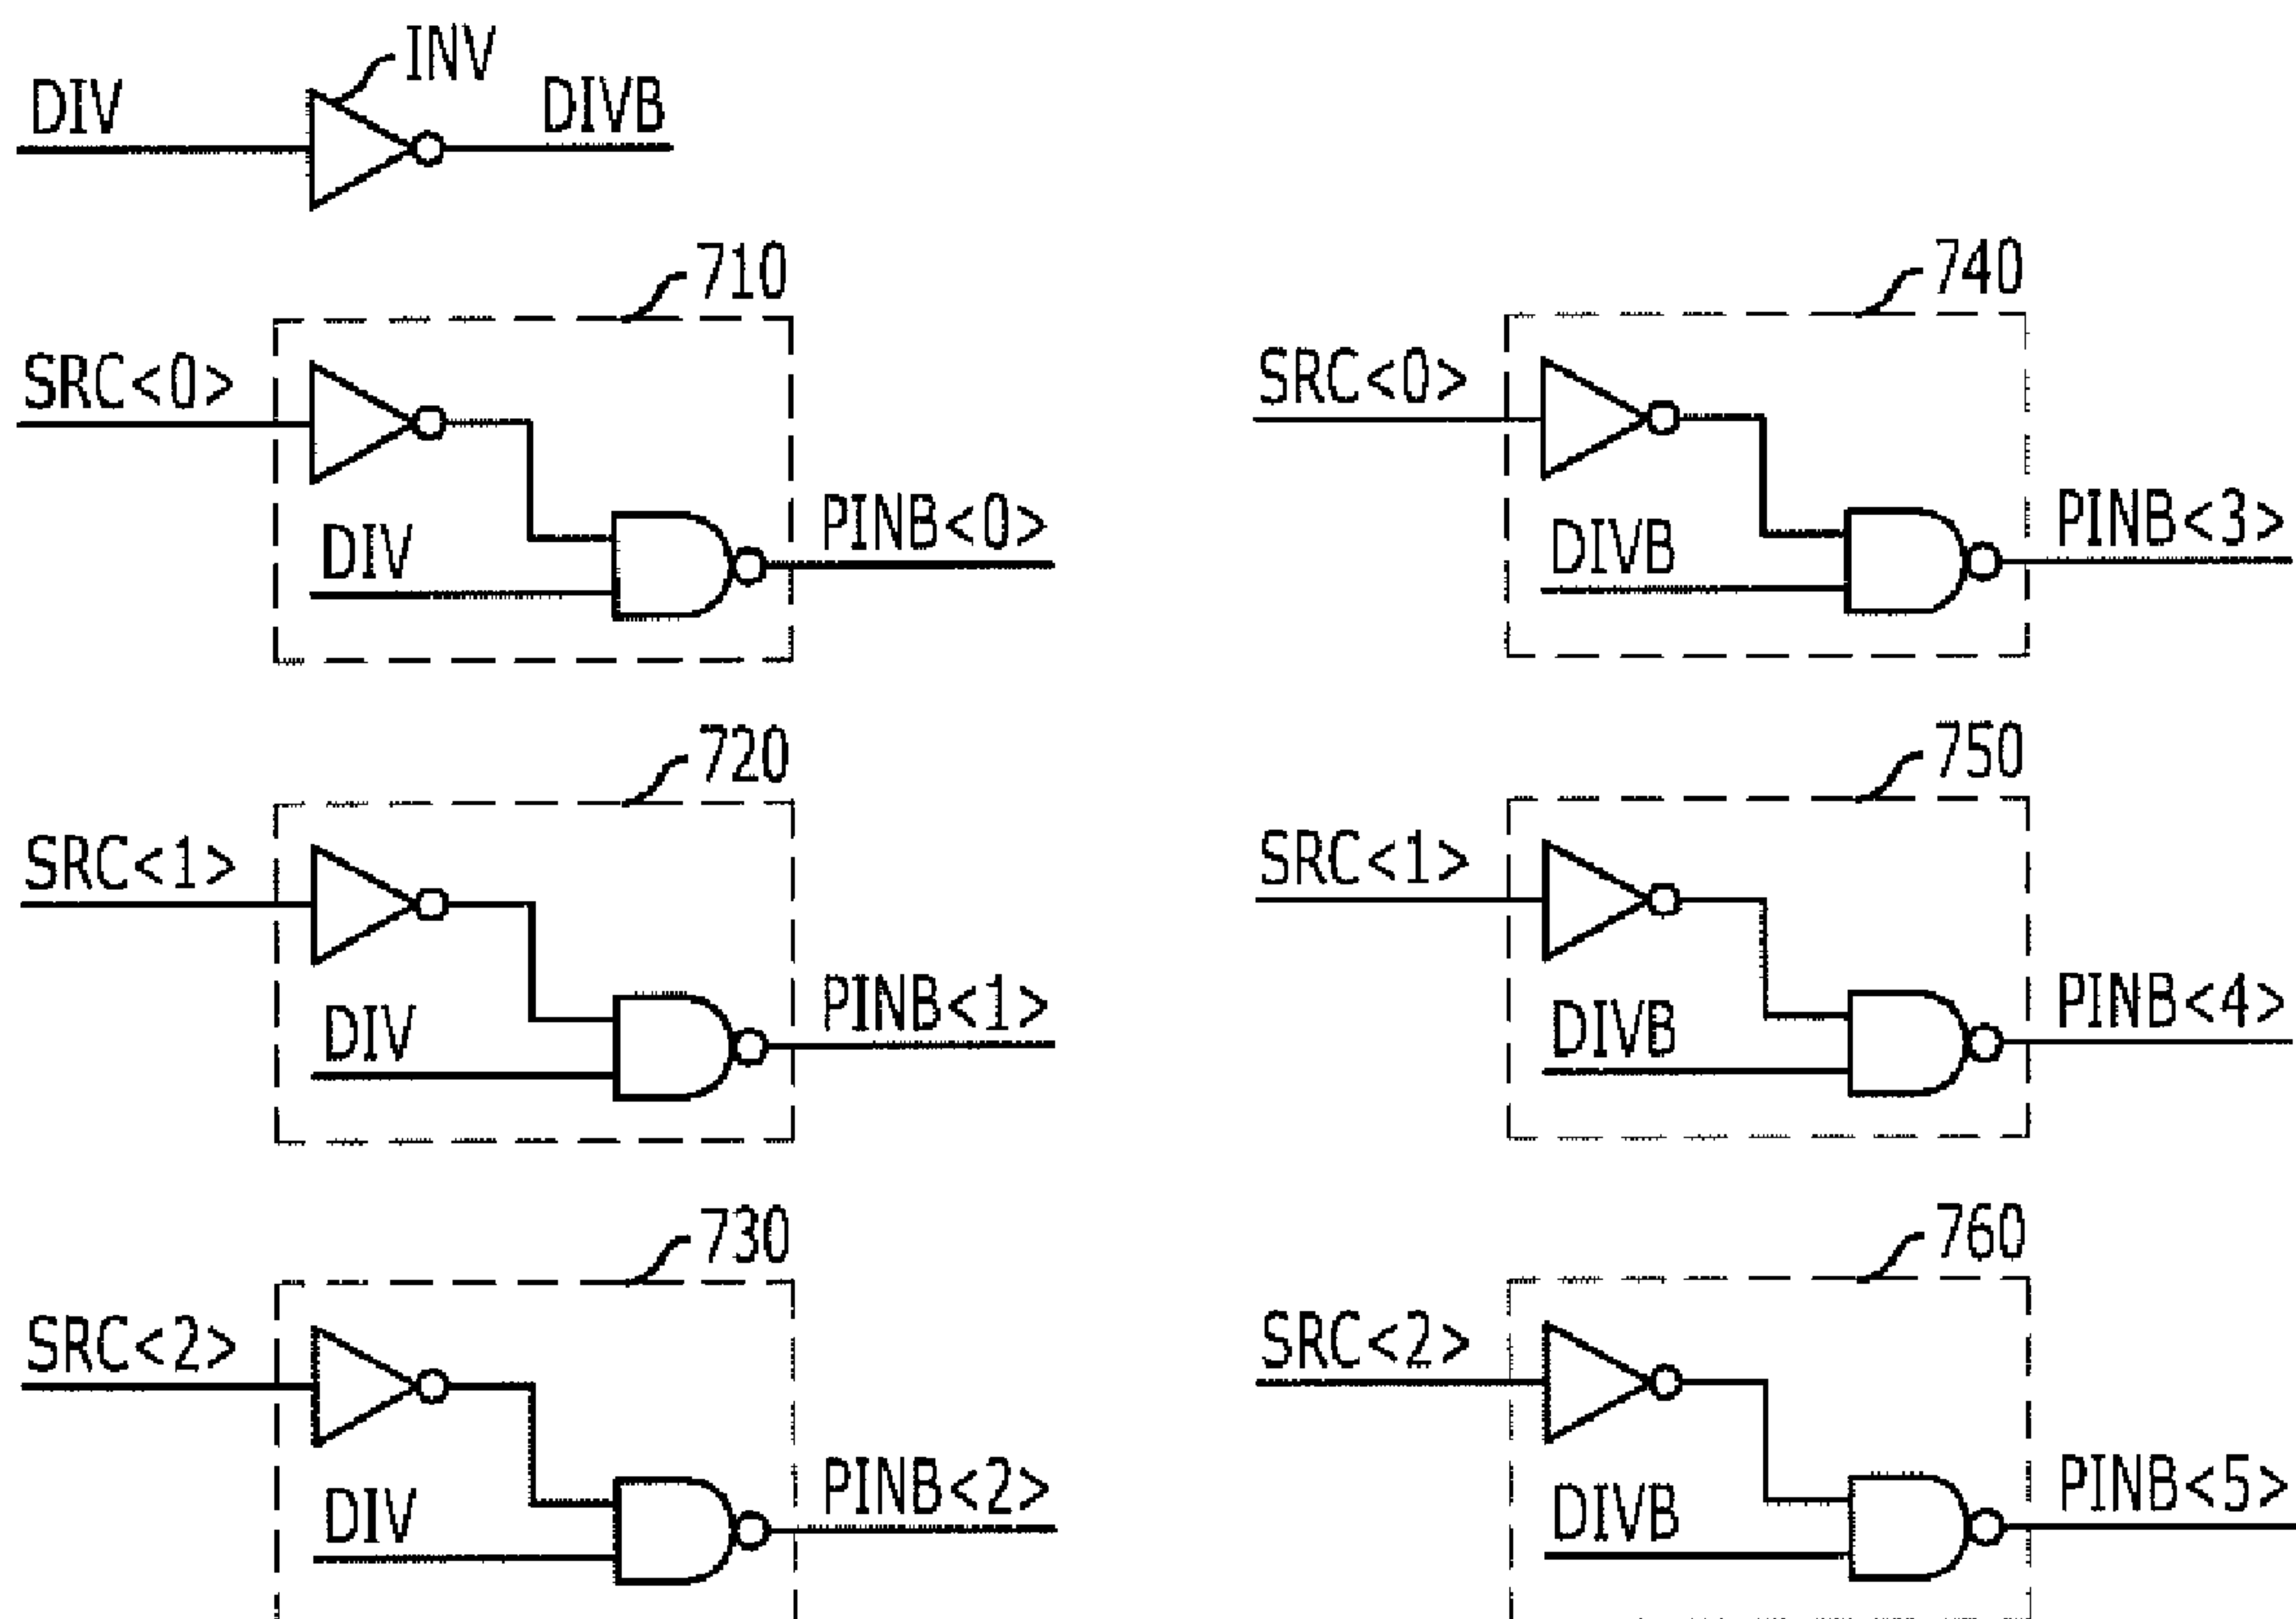 INV
DIV
DIVB
710
SRC<0>
DIV
PINB<0>
720
SRC<1>
DIV
PINB<1>
730
SRC<2>
DIV
PINB<2>
740
SRC<0>
DIVB
PINB<3>
750
SRC<1>
DIVB
PINB<4>
760
SRC<2>
DIVB
PINB<5>